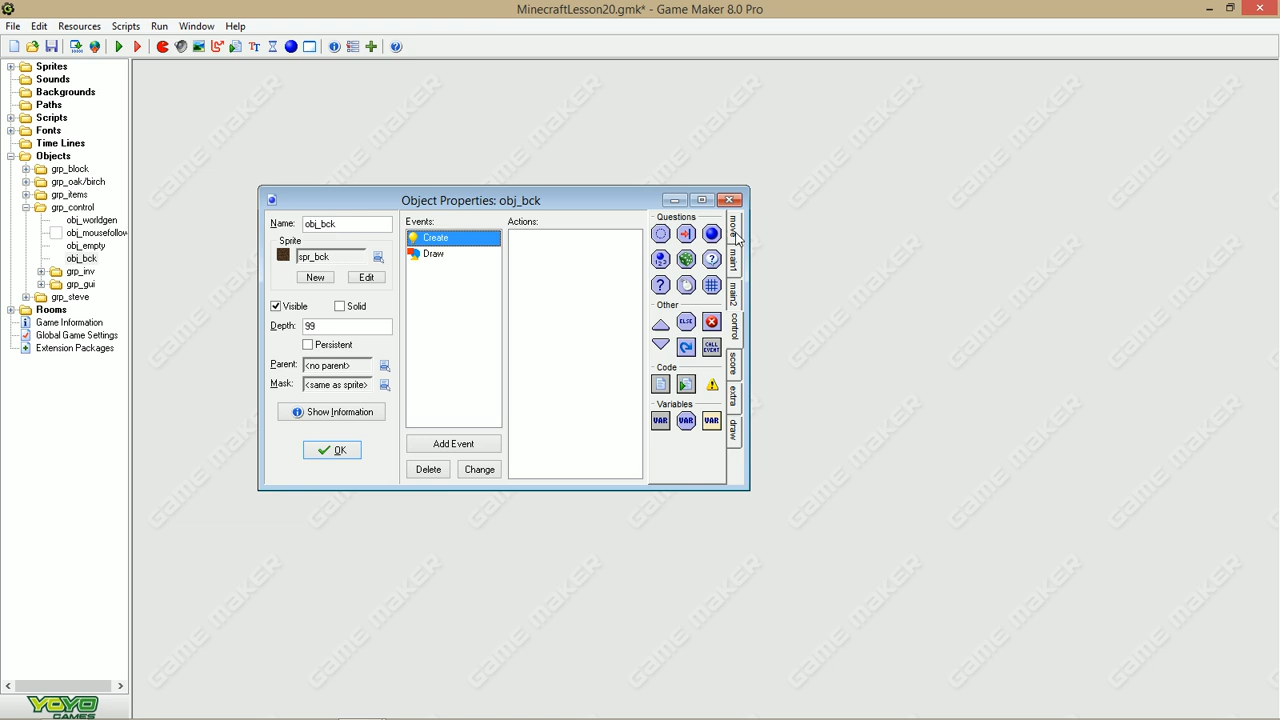 MinecraftLesson20.gmk* - Game Maker 8.0 Pro
File Edit Resources Scripts Run Window Help
Sprites
Sounds
Backgrounds
Paths
Scripts
Fonts
Time Lines
Objects
grp_block
grp_oak/birch
grp_items
grp_control
obj_worldgen
obj_mousefollow
obj_empty
obj_bck
grp_inv
grp_gui
grp_steve
Rooms
Game Information
Global Game Settings
Extension Packages
YOYO
GAMES
Object Properties: obj_bck
Name: obj_bck
Sprite
spr_bck
New Edit
Visible Solid
Depth: 99
Persistent
Parent: <no parent>
Mask: <same as sprite>
Show Information
OK
Events:
Create
Draw
Add Event
Delete Change
Actions:
Questions
Other
ELSE
CALL EVENT
Code
Variables
VAR VAR VAR
move
main1
main2
control
score
extra
draw
GAME MAKER